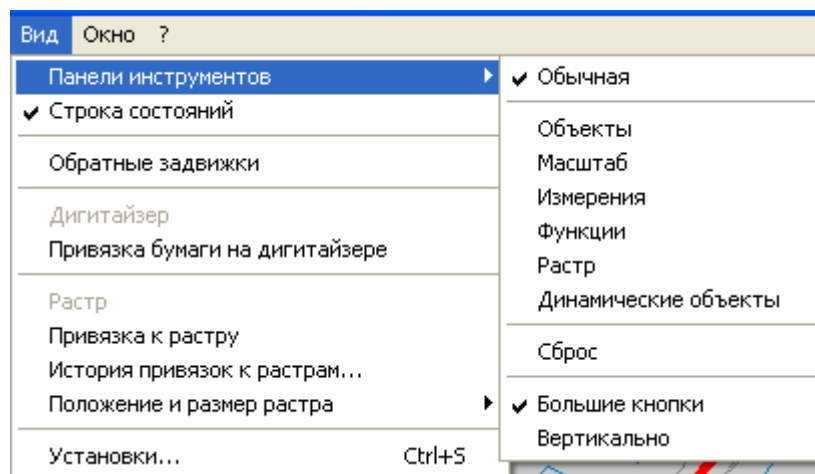 Вид Окно ?
Панели инструментов
Строка состояний
Обратные задвижки
Дигитайзер
Привязка бумаги на дигитайзере
Растр
Привязка к растру
История привязок к растрам...
Положение и размер растра
Установки... Ctrl+S
Обычная
Объекты
Масштаб
Измерения
Функции
Растр
Динамические объекты
Сброс
Большие кнопки
Вертикально